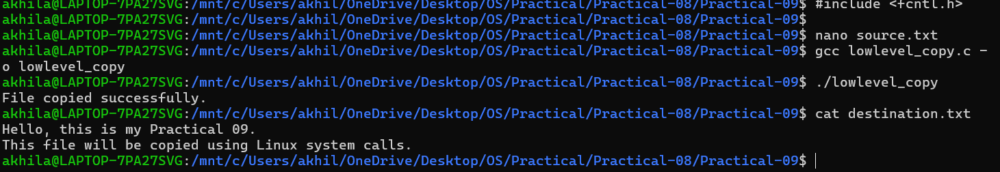 akhila@LAPTOP-7PA27SVG:/mnt/c/Users/akhil/OneDrive/Desktop/OS/Practical/Practical-08/Practical-09$ #include <fcntl.h>
akhila@LAPTOP-7PA27SVG:/mnt/c/Users/akhil/OneDrive/Desktop/OS/Practical/Practical-08/Practical-09$
akhila@LAPTOP-7PA27SVG:/mnt/c/Users/akhil/OneDrive/Desktop/OS/Practical/Practical-08/Practical-09$ nano source.txt
akhila@LAPTOP-7PA27SVG:/mnt/c/Users/akhil/OneDrive/Desktop/OS/Practical/Practical-08/Practical-09$ gcc lowlevel_copy.c -
o lowlevel_copy
akhila@LAPTOP-7PA27SVG:/mnt/c/Users/akhil/OneDrive/Desktop/OS/Practical/Practical-08/Practical-09$ ./lowlevel_copy
File copied successfully.
akhila@LAPTOP-7PA27SVG:/mnt/c/Users/akhil/OneDrive/Desktop/OS/Practical/Practical-08/Practical-09$ cat destination.txt
Hello, this is my Practical 09.
This file will be copied using Linux system calls.
akhila@LAPTOP-7PA27SVG:/mnt/c/Users/akhil/OneDrive/Desktop/OS/Practical/Practical-08/Practical-09$